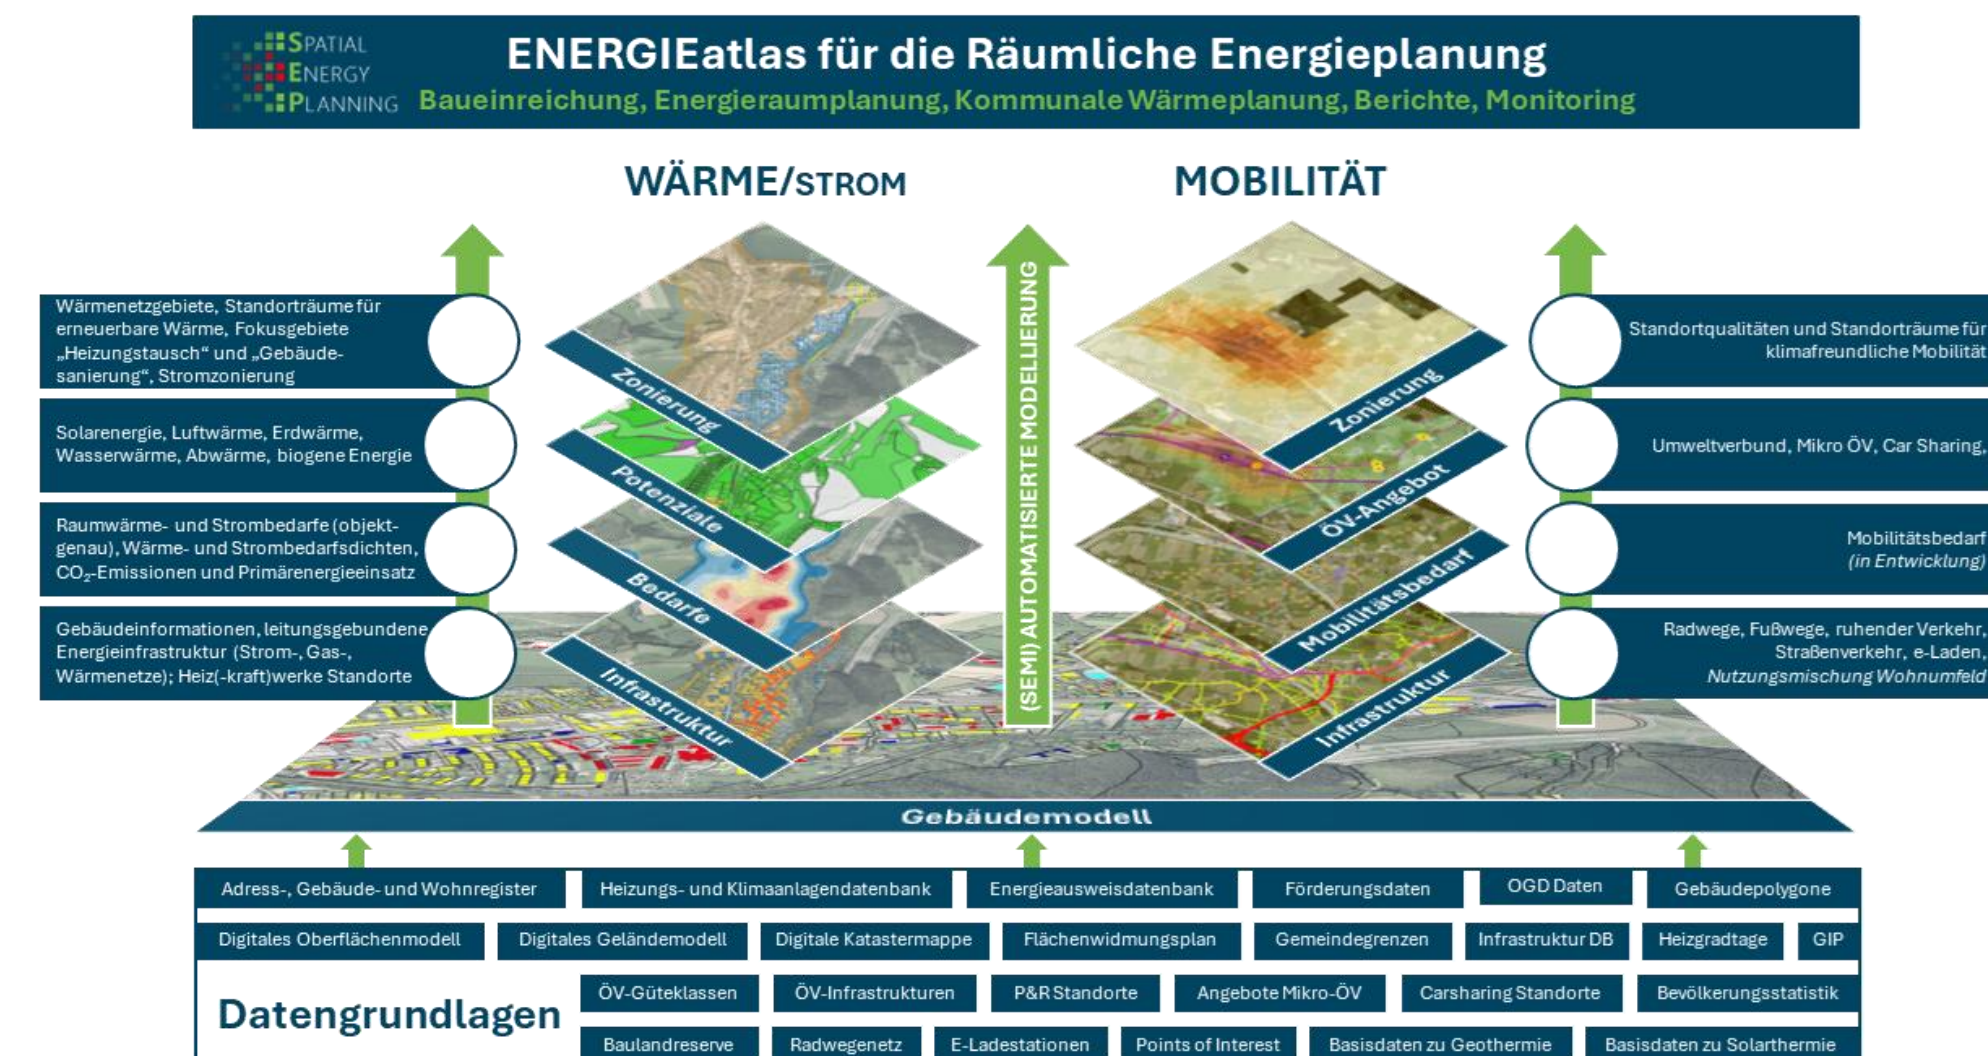 SPATIAL
ENERGY
PLANNING
ENERGIEatlas für die Räumliche Energieplanung
Baueinreichung, Energieraumplanung, Kommunale Wärmeplanung, Berichte, Monitoring
WÄRME/STROM
MOBILITÄT
Wärmenetzgebiete, Standorträume für
erneuerbare Wärme, Fokusgebiete
„Heizungstausch“ und „Gebäude-
sanierung“, Stromzonierung
Solarenergie, Luftwärme, Erdwärme,
Wasserwärme, Abwärme, biogene Energie
Raumwärme- und Strombedarfe (objekt-
genau), Wärme- und Strombedarfsdichten,
CO₂-Emissionen und Primärenergieeinsatz
Gebäudeinformationen, leitungsgebundene
Energieinfrastruktur (Strom-, Gas-,
Wärmenetze); Heiz(-kraft)werke Standorte
Zonierung
Potenziale
Bedarfe
Infrastruktur
(SEMI) AUTOMATISIERTE MODELLIERUNG
Zonierung
ÖV-Angebot
Mobilitätsbedarf
Infrastruktur
Standortqualitäten und Standorträume für
klimafreundliche Mobilität
Umweltverbund, Mikro ÖV, Car Sharing,
Mobilitätsbedarf
(in Entwicklung)
Radwege, Fußwege, ruhender Verkehr,
Straßenverkehr, e-Laden,
Nutzungsmischung Wohnumfeld
Gebäudemodell
Adress-, Gebäude- und Wohnregister
Heizungs- und Klimaanlagendatenbank
Energieausweisdatenbank
Förderungsdaten
OGD Daten
Gebäudepolygone
Digitales Oberflächenmodell
Digitales Geländemodell
Digitale Katastermappe
Flächenwidmungsplan
Gemeindegrenzen
Infrastruktur DB
Heizgradtage
GIP
Datengrundlagen
ÖV-Güteklassen
ÖV-Infrastrukturen
P&R Standorte
Angebote Mikro-ÖV
Carsharing Standorte
Bevölkerungsstatistik
Baulandreserve
Radwegenetz
E-Ladestationen
Points of Interest
Basisdaten zu Geothermie
Basisdaten zu Solarthermie